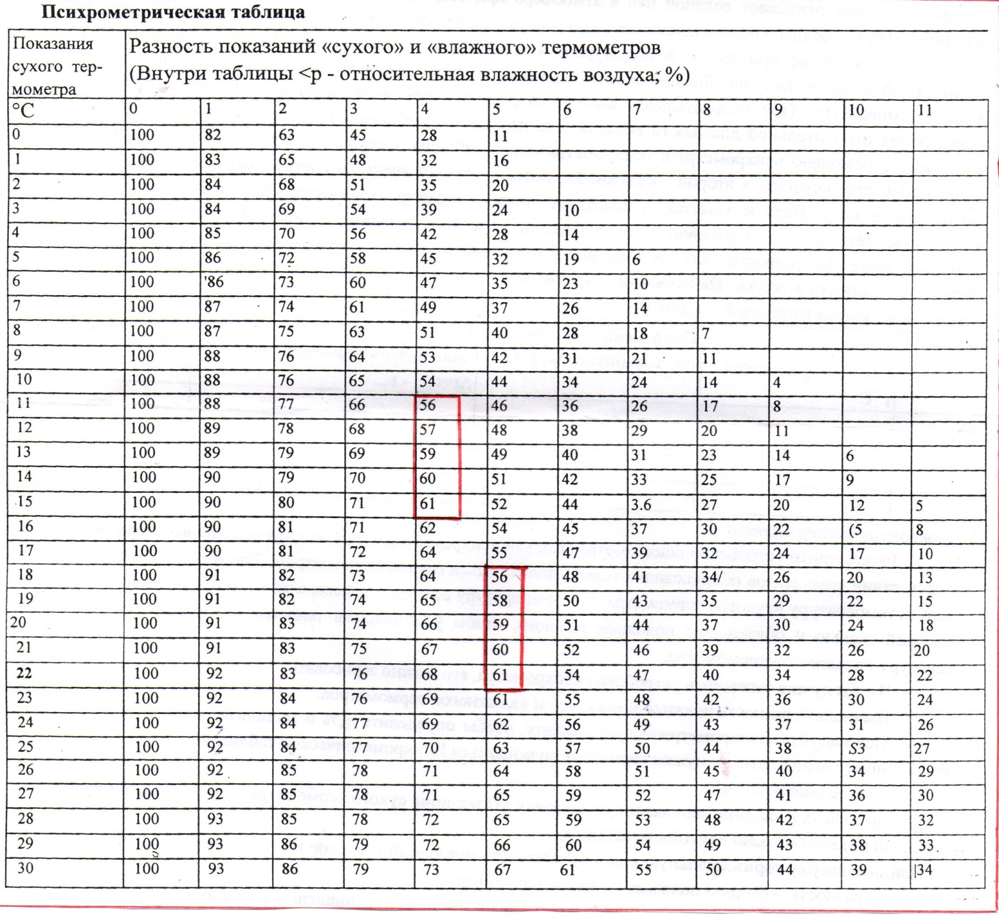 Психрометрическая таблица
Показания сухого тер-мометра Разность показаний «сухого» и «влажного» термометров
(Внутри таблицы <р - относительная влажность воздуха; %)
°C 0 1 2 3 4 5 6 7 8 9 10 11
0 100 82 63 45 28 11
1 100 83 65 48 32 16
2 100 84 68 51 35 20
3 100 84 69 54 39 24 10
4 100 85 70 56 42 28 14
5 100 86 72 58 45 32 19 6
6 100 '86 73 60 47 35 23 10
7 100 87 74 61 49 37 26 14
8 100 87 75 63 51 40 28 18 7
9 100 88 76 64 53 42 31 21 11
10 100 88 76 65 54 44 34 24 14 4
11 100 88 77 66 56 46 36 26 17 8
12 100 89 78 68 57 48 38 29 20 11
13 100 89 79 69 59 49 40 31 23 14 6
14 100 90 79 70 60 51 42 33 25 17 9
15 100 90 80 71 61 52 44 3.6 27 20 12 5
16 100 90 81 71 62 54 45 37 30 22 (5 8
17 100 90 81 72 64 55 47 39 32 24 17 10
18 100 91 82 73 64 56 48 41 34/ 26 20 13
19 100 91 82 74 65 58 50 43 35 29 22 15
20 100 91 83 74 66 59 51 44 37 30 24 18
21 100 91 83 75 67 60 52 46 39 32 26 20
22 100 92 83 76 68 61 54 47 40 34 28 22
23 100 92 84 76 69 61 55 48 42 36 30 24
24 100 92 84 77 69 62 56 49 43 37 31 26
25 100 92 84 77 70 63 57 50 44 38 S3 27
26 100 92 85 78 71 64 58 51 45 40 34 29
27 100 92 85 78 71 65 59 52 47 41 36 30
28 100 93 85 78 72 65 59 53 48 42 37 32
29 100 93 86 79 72 66 60 54 49 43 38 33
30 100 93 86 79 73 67 61 55 50 44 39 34